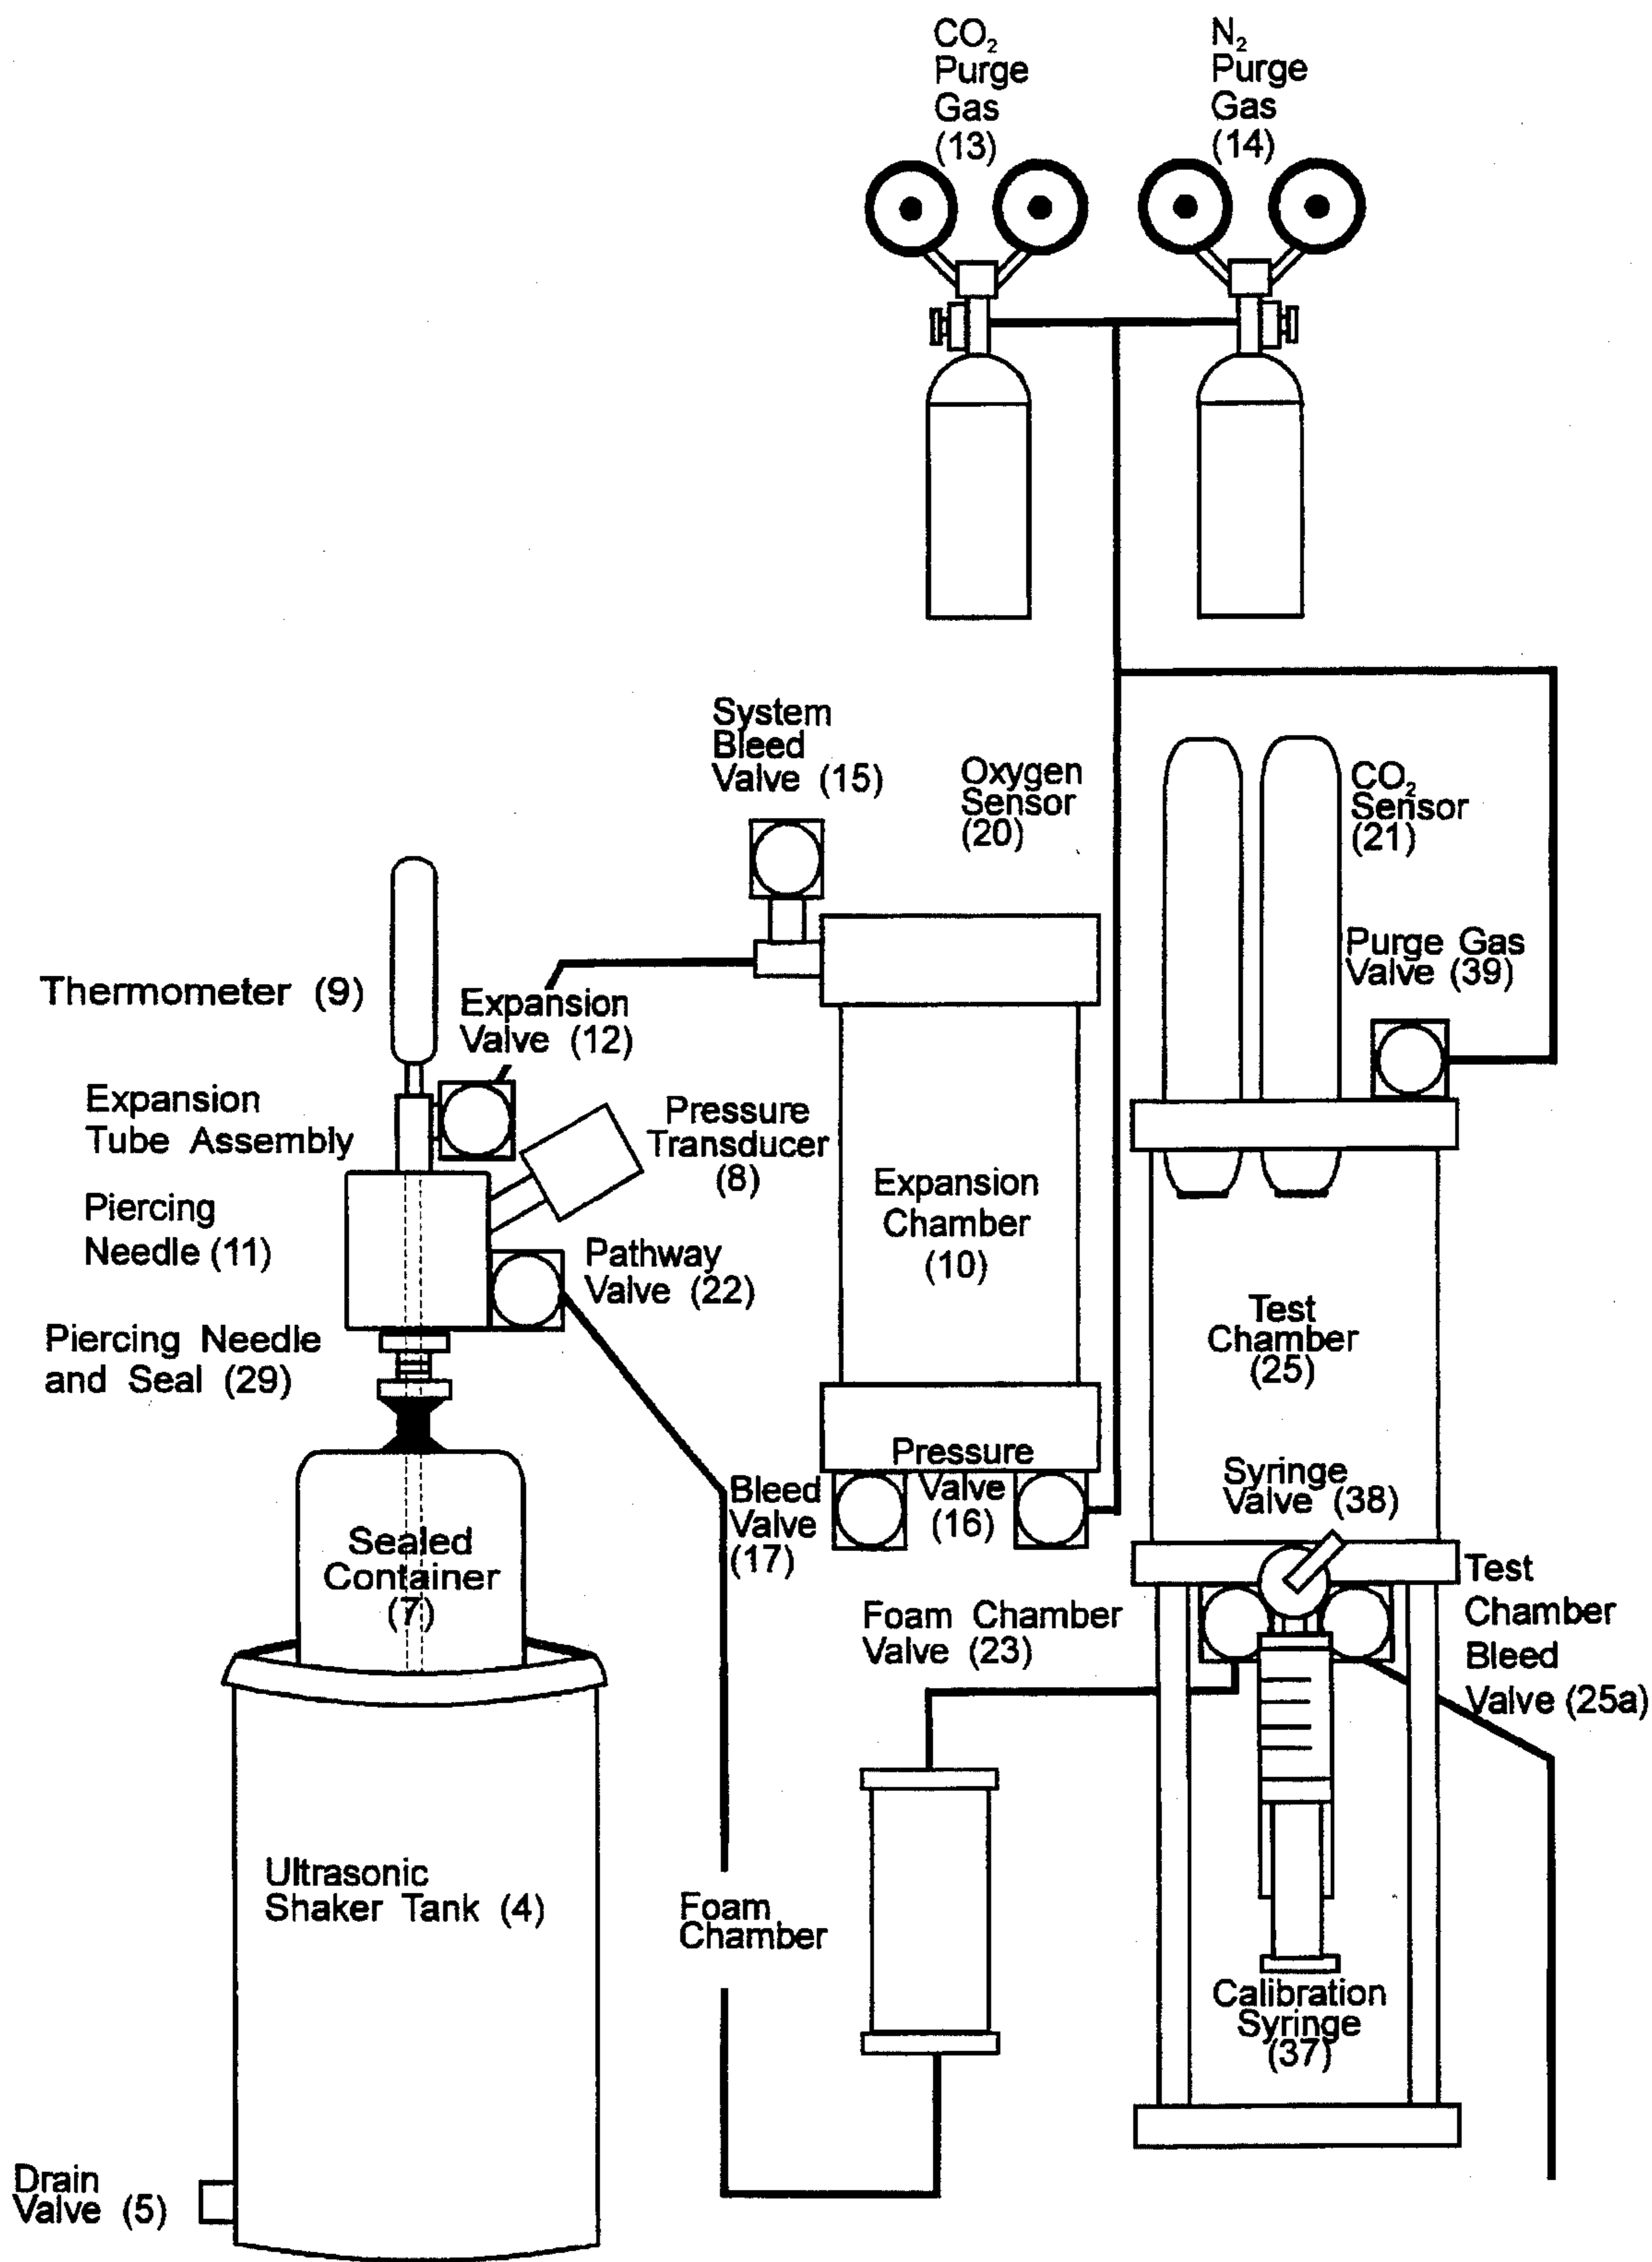 CO₂
Purge
Gas
(13)
N₂
Purge
Gas
(14)
System
Bleed
Valve (15)
Oxygen
Sensor
(20)
CO₂
Sensor
(21)
Purge Gas
Valve (39)
Thermometer (9)
Expansion
Valve (12)
Expansion
Tube Assembly
Pressure
Transducer
(8)
Piercing
Needle (11)
Expansion
Chamber
(10)
Pathway
Valve (22)
Piercing Needle
and Seal (29)
Test
Chamber
(25)
Pressure
Valve
(16)
Bleed
Valve
(17)
Syringe
Valve (38)
Sealed
Container
(7)
Test
Chamber
Bleed
Valve (25a)
Foam Chamber
Valve (23)
Ultrasonic
Shaker Tank (4)
Foam
Chamber
Calibration
Syringe
(37)
Drain
Valve (5)